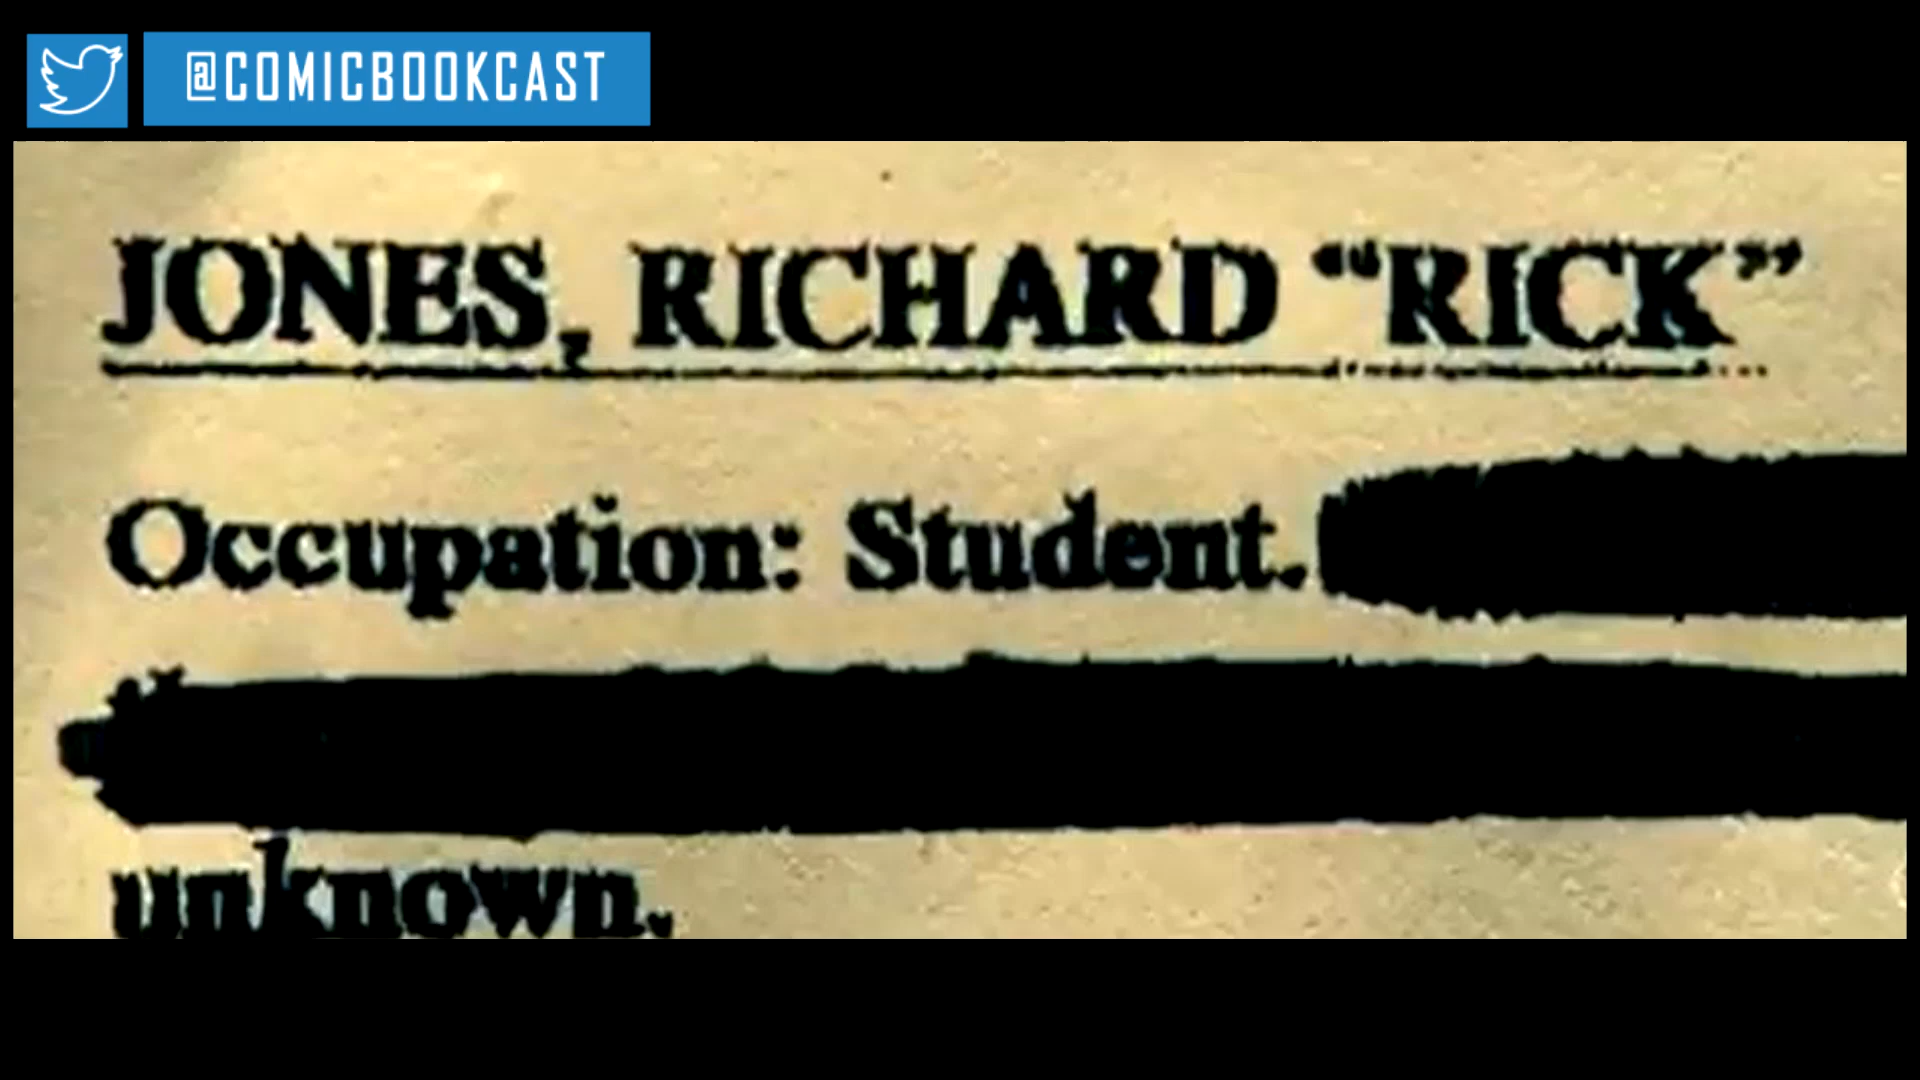 @COMICBOOKCAST
JONES, RICHARD “RICK”
Occupation: Student.
unknown.